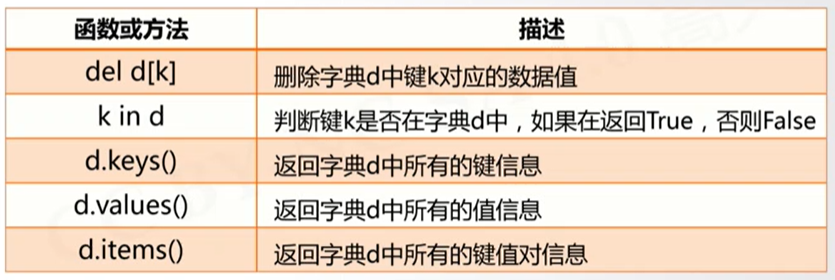 函数或方法 描述
del d[k] 删除字典d中键k对应的数据值
k in d 判断键k是否在字典d中，如果在返回True，否则False
d.keys() 返回字典d中所有的键信息
d.values() 返回字典d中所有的值信息
d.items() 返回字典d中所有的键值对信息